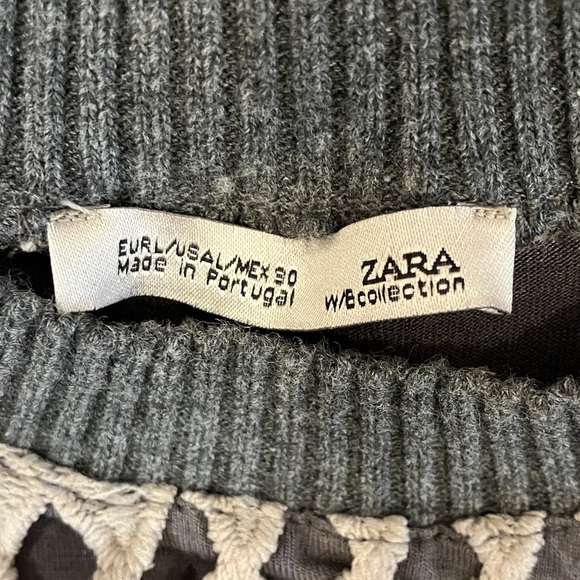 EUR L/USA L/MEX 30
Made in Portugal
ZARA
W/B collection